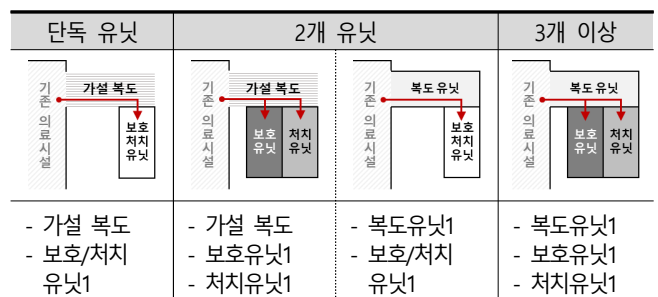 단독 유닛
2개 유닛
3개 이상
기존 의료시설
가설 복도
보호
처치
유닛
기존 의료시설
가설 복도
보호
유닛
처치
유닛
기존 의료시설
복도 유닛
보호
처치
유닛
기존 의료시설
복도 유닛
보호
유닛
처치
유닛
- 가설 복도
- 보호/처치
유닛1
- 가설 복도
- 보호유닛1
- 처치유닛1
- 복도유닛1
- 보호/처치
유닛1
- 복도유닛1
- 보호유닛1
- 처치유닛1